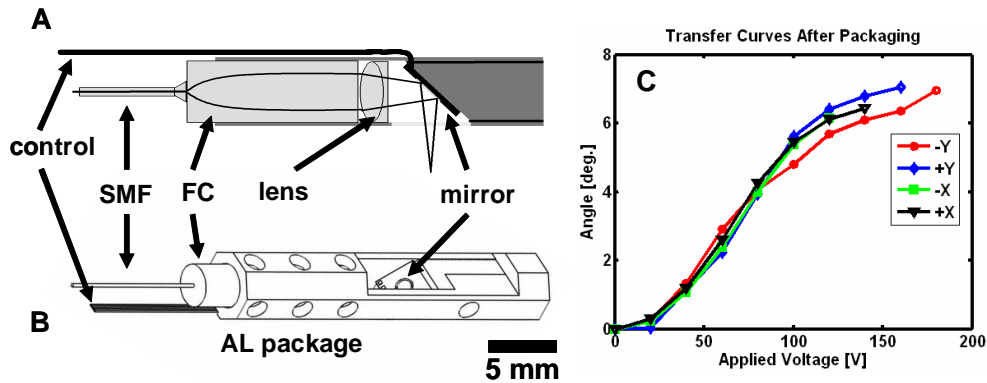 A
control
SMF
FC
lens
mirror
B
AL package
5 mm
Transfer Curves After Packaging
C
Angle [deg.]
8
6
4
2
0
0
50
100
150
200
Applied Voltage [V]
-Y
+Y
-X
+X